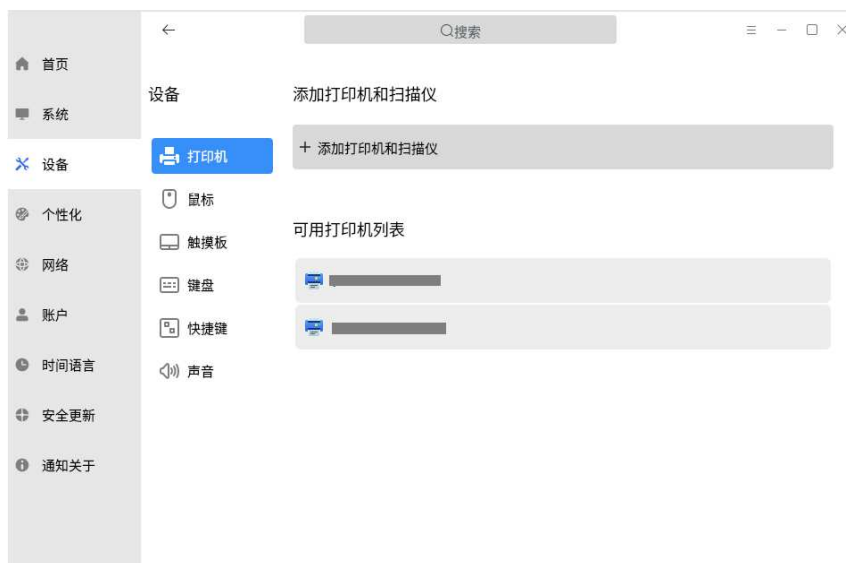 搜索
首页
系统
设备
个性化
网络
账户
时间语言
安全更新
通知关于
设备
打印机
鼠标
触摸板
键盘
快捷键
声音
添加打印机和扫描仪
+ 添加打印机和扫描仪
可用打印机列表